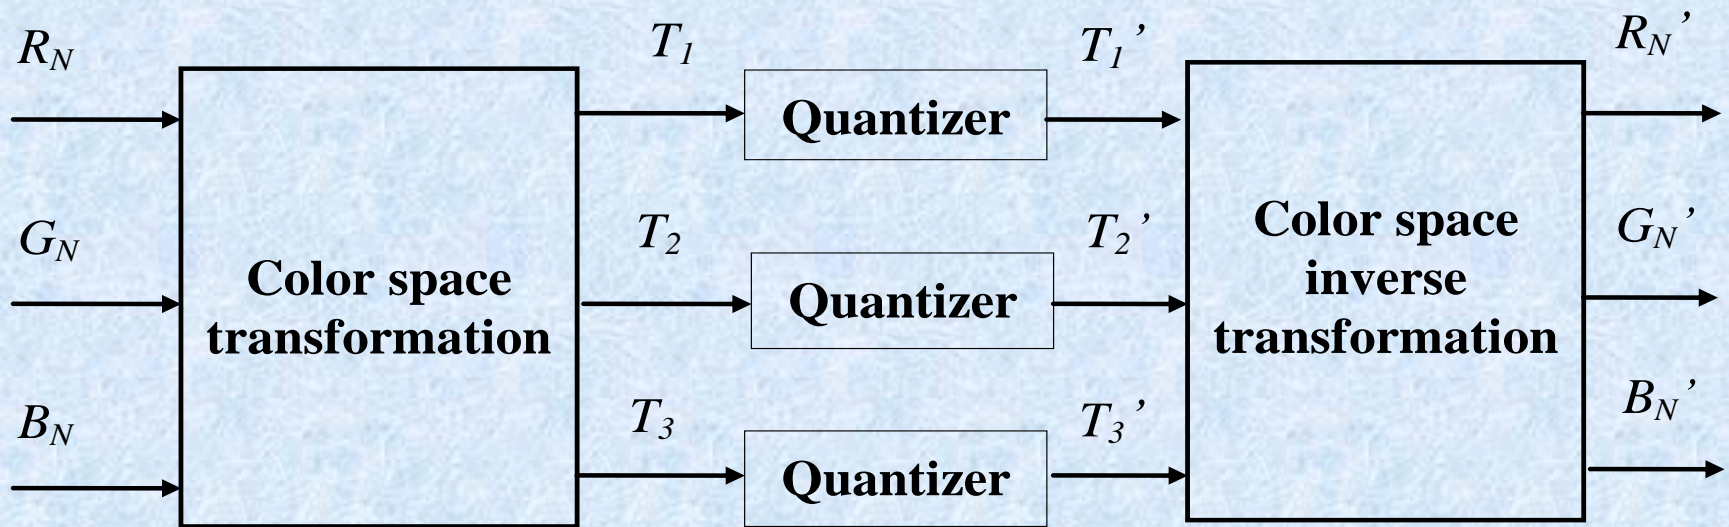 R_N
T_1
T_1’
R_N’
Quantizer
G_N
T_2
T_2’
G_N’
Color space
transformation
Quantizer
Color space
inverse
transformation
B_N
T_3
T_3’
B_N’
Quantizer